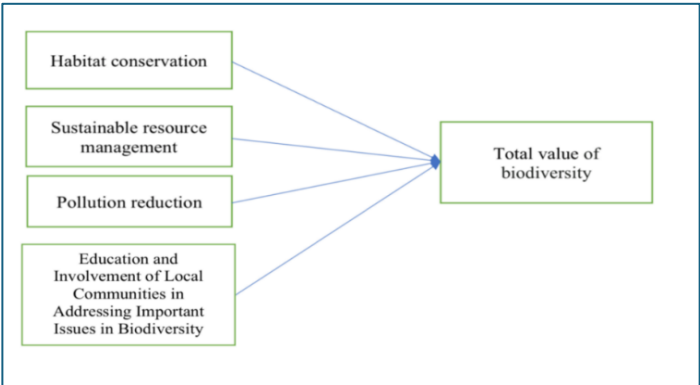 Habitat conservation
Sustainable resource
management
Pollution reduction
Education and
Involvement of Local
Communities in
Addressing Important
Issues in Biodiversity
Total value of
biodiversity